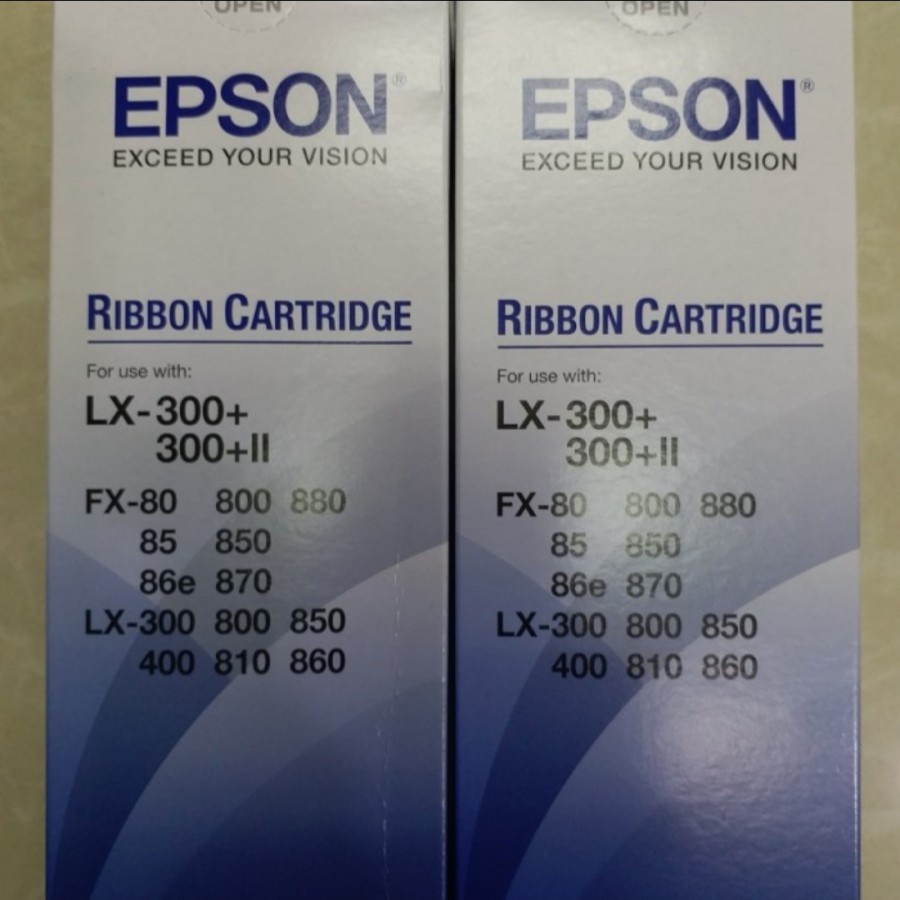 OPEN
EPSON®
EXCEED YOUR VISION
RIBBON CARTRIDGE
For use with:
LX-300+
300+II
FX-80 800 880
85 850
86e 870
LX-300 800 850
400 810 860
OPEN
EPSON®
EXCEED YOUR VISION
RIBBON CARTRIDGE
For use with:
LX-300+
300+II
FX-80 800 880
85 850
86e 870
LX-300 800 850
400 810 860